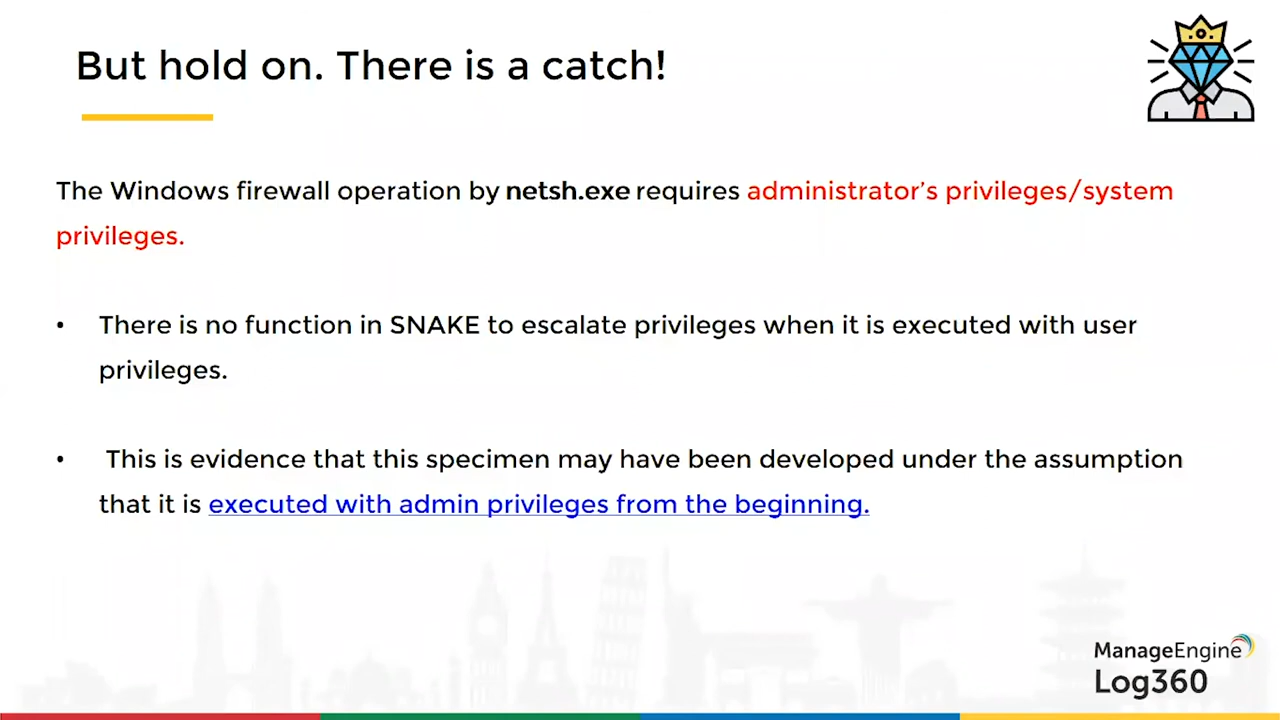 But hold on. There is a catch!
The Windows firewall operation by netsh.exe requires administrator's privileges/system
privileges.
• There is no function in SNAKE to escalate privileges when it is executed with user
privileges.
• This is evidence that this specimen may have been developed under the assumption
that it is executed with admin privileges from the beginning.
ManageEngine
Log360